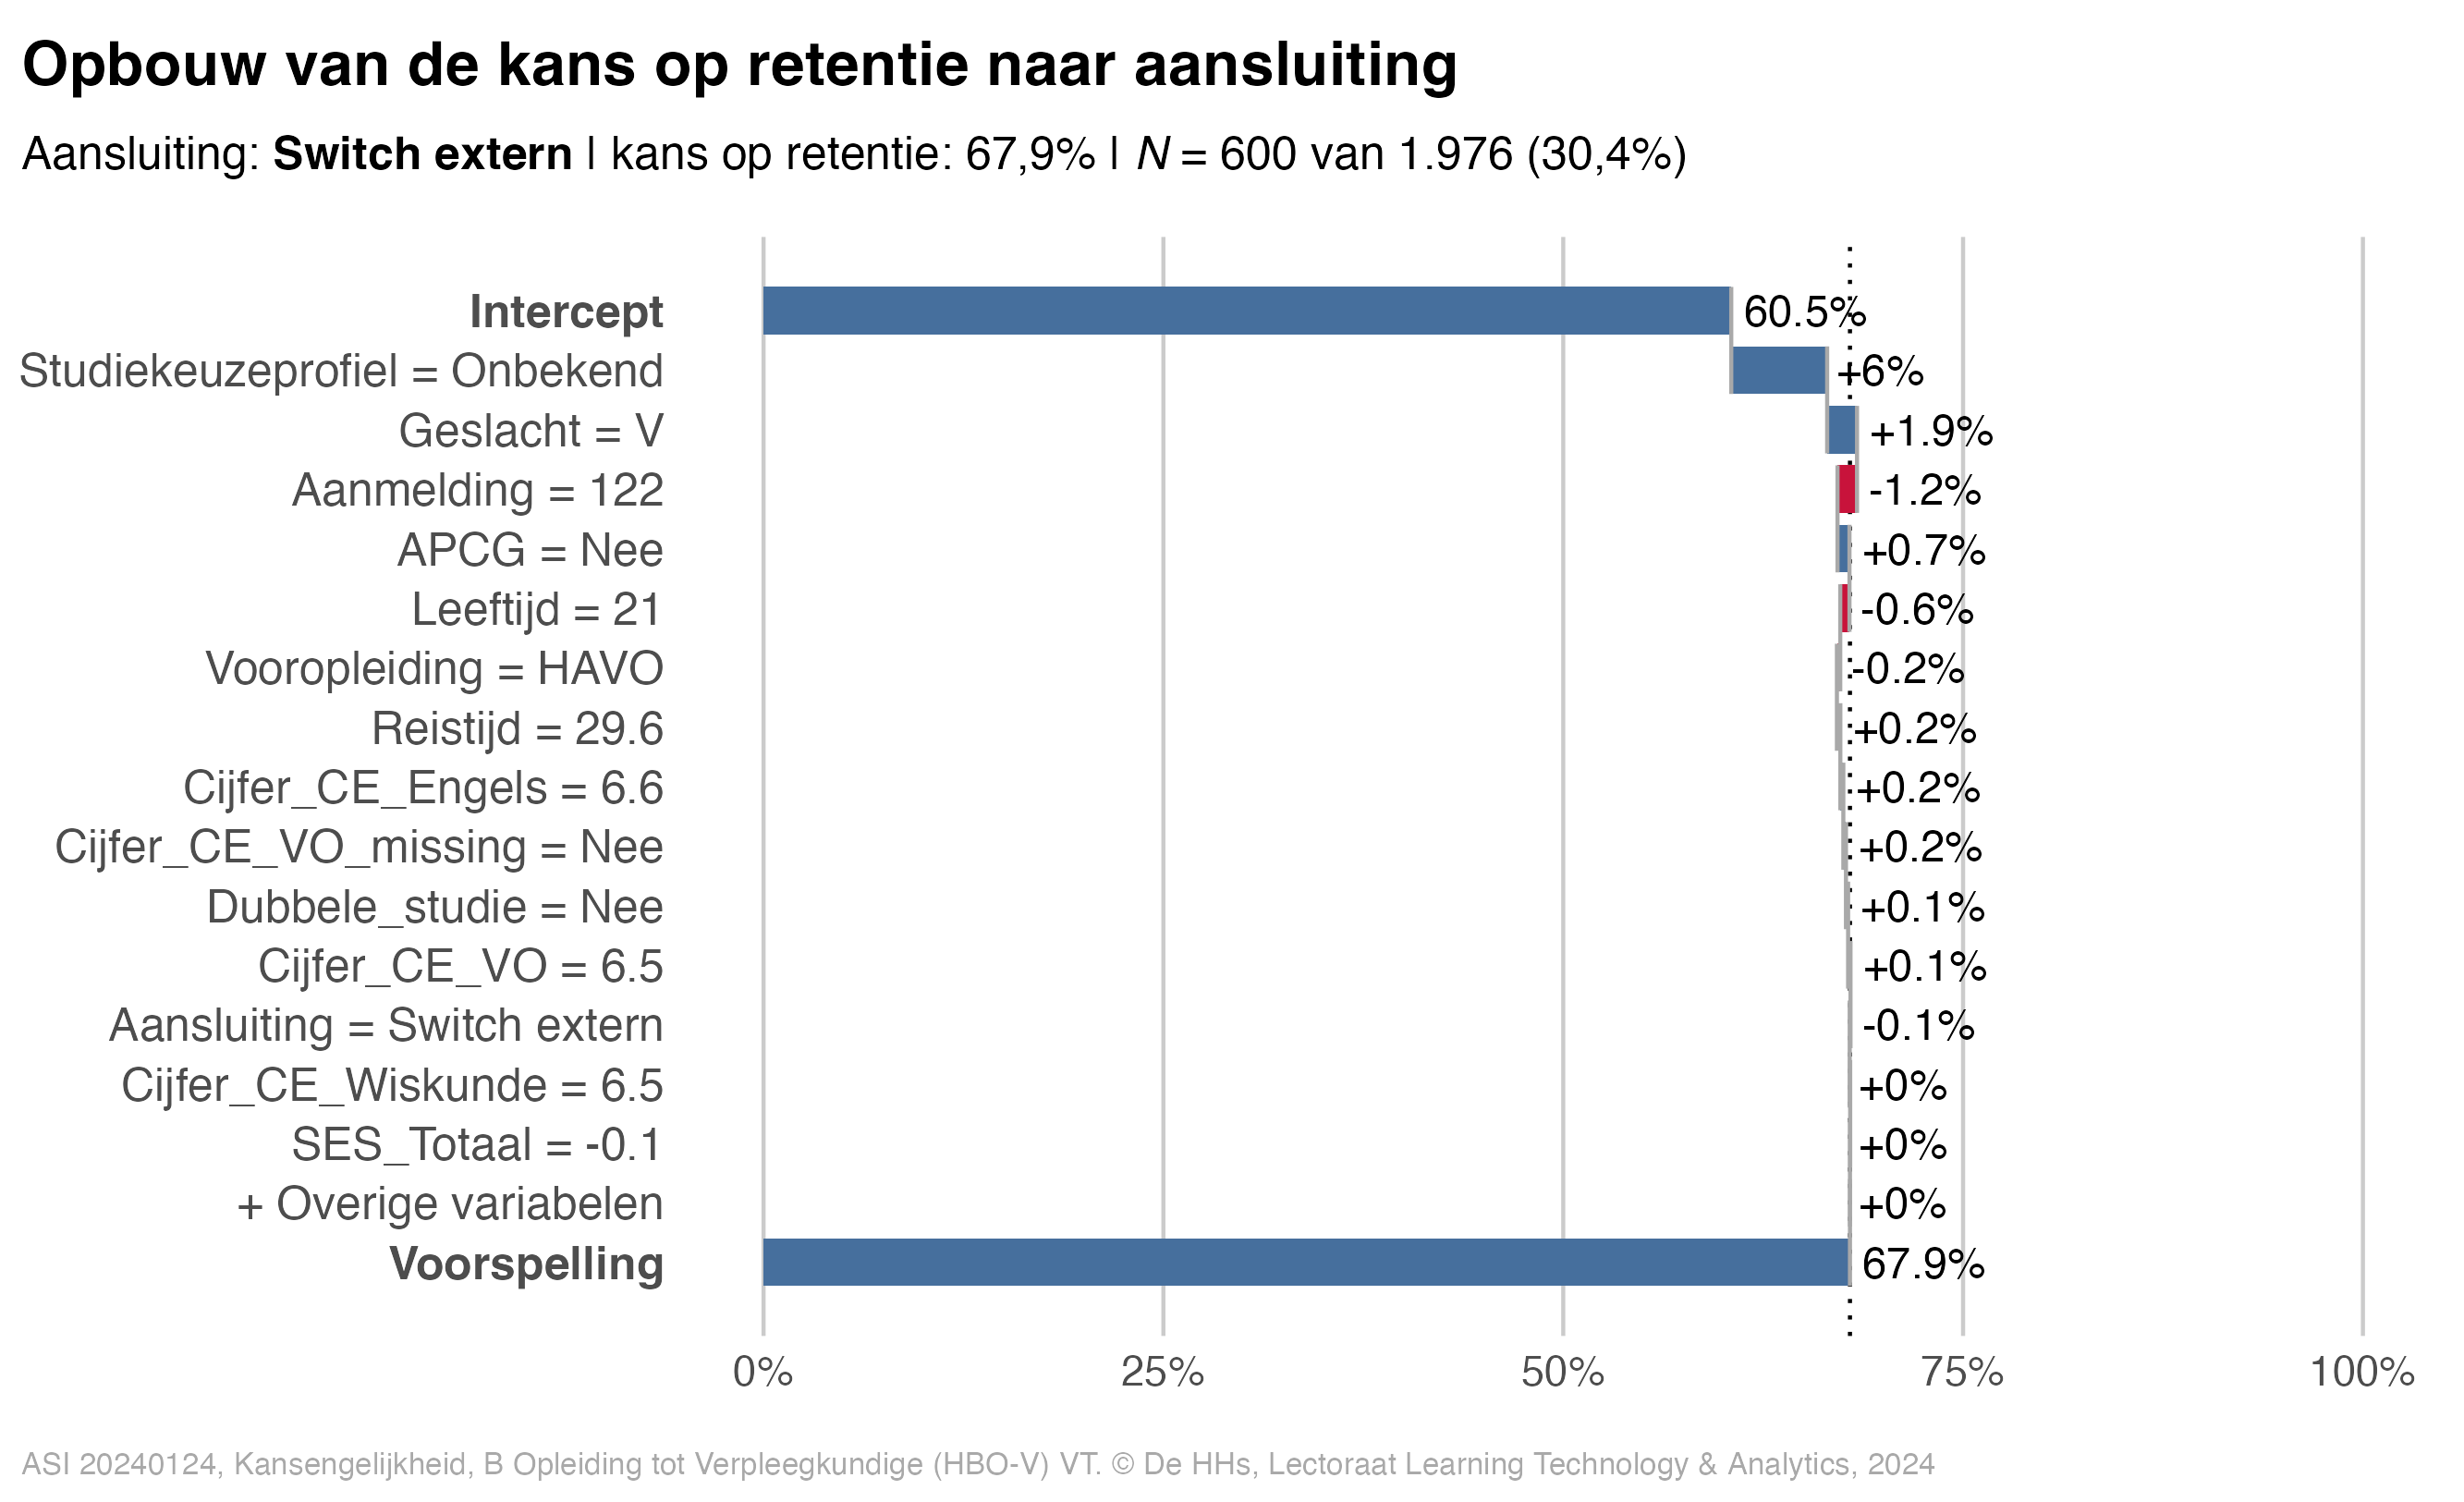 Opbouw van de kans op retentie naar aansluiting
Aansluiting: Switch extern | kans op retentie: 67,9% | N = 600 van 1.976 (30,4%)
Intercept 60.5%
Studiekeuzeprofiel = Onbekend +6%
Geslacht = V +1.9%
Aanmelding = 122 -1.2%
APCG = Nee +0.7%
Leeftijd = 21 -0.6%
Vooropleiding = HAVO -0.2%
Reistijd = 29.6 +0.2%
Cijfer_CE_Engels = 6.6 +0.2%
Cijfer_CE_VO_missing = Nee +0.2%
Dubbele_studie = Nee +0.1%
Cijfer_CE_VO = 6.5 +0.1%
Aansluiting = Switch extern -0.1%
Cijfer_CE_Wiskunde = 6.5 +0%
SES_Totaal = -0.1 +0%
+ Overige variabelen +0%
Voorspelling 67.9%
0% 25% 50% 75% 100%
ASI 20240124, Kansengelijkheid, B Opleiding tot Verpleegkundige (HBO-V) VT. © De HHs, Lectoraat Learning Technology & Analytics, 2024